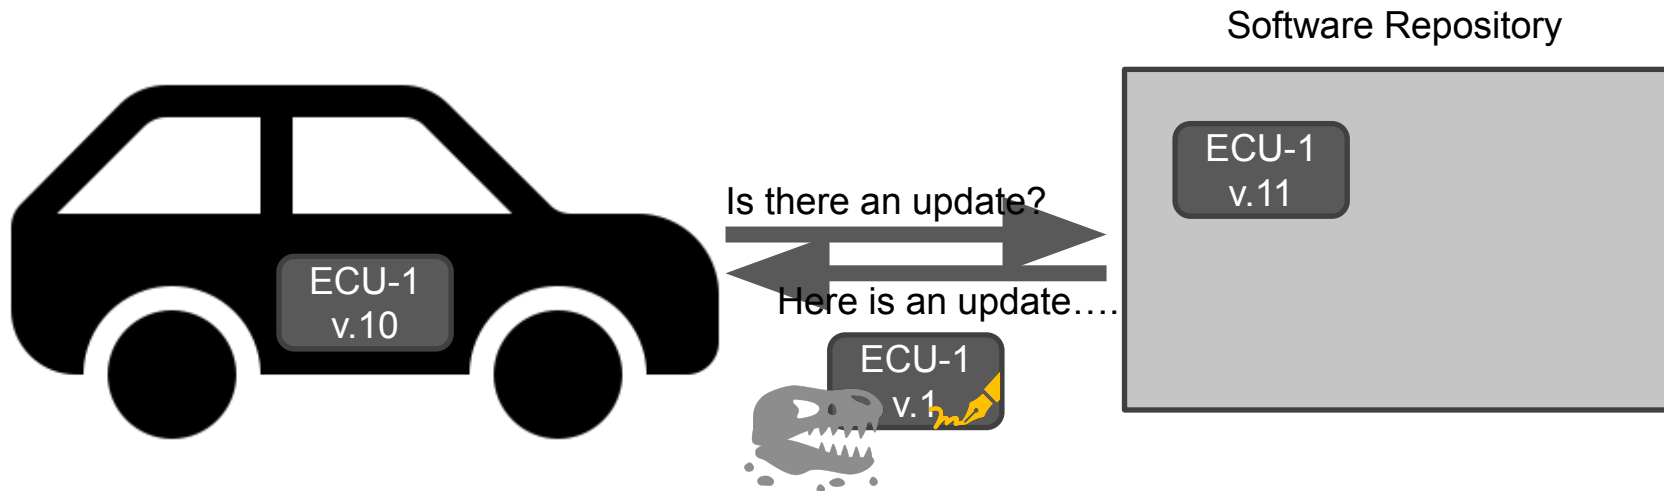 Software Repository
ECU-1
v.11
Is there an update?
ECU-1
v.10
Here is an update….
ECU-1
v.1